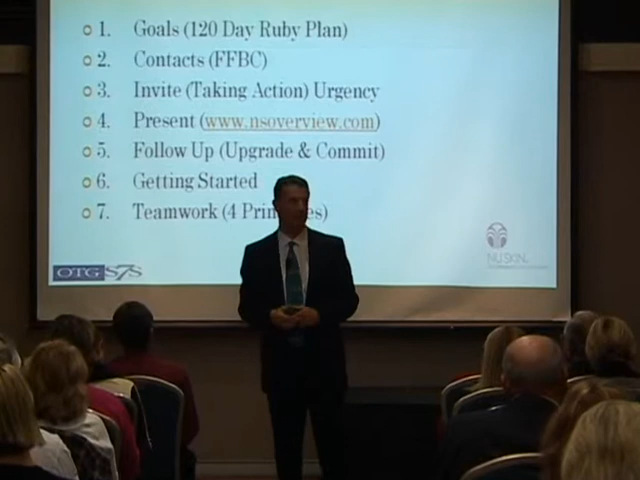 1. Goals (120 Day Ruby Plan)
2. Contacts (FFBC)
3. Invite (Taking Action) Urgency
4. Present (www.nsoverview.com)
5. Follow Up (Upgrade & Commit)
6. Getting Started
7. Teamwork (4
OTG S7S
NU SKIN